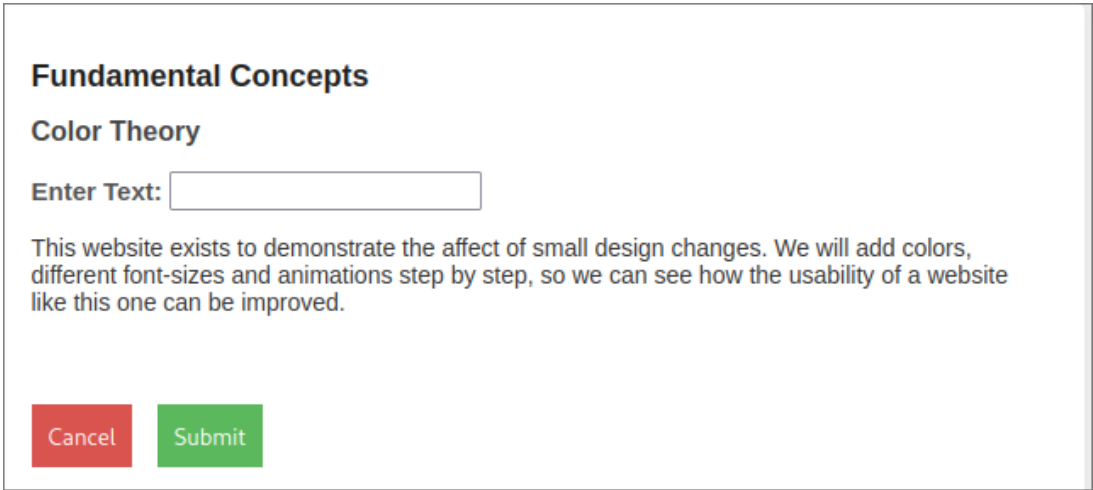 Fundamental Concepts
Color Theory
Enter Text:
This website exists to demonstrate the affect of small design changes. We will add colors,
different font-sizes and animations step by step, so we can see how the usability of a website
like this one can be improved.
Cancel Submit